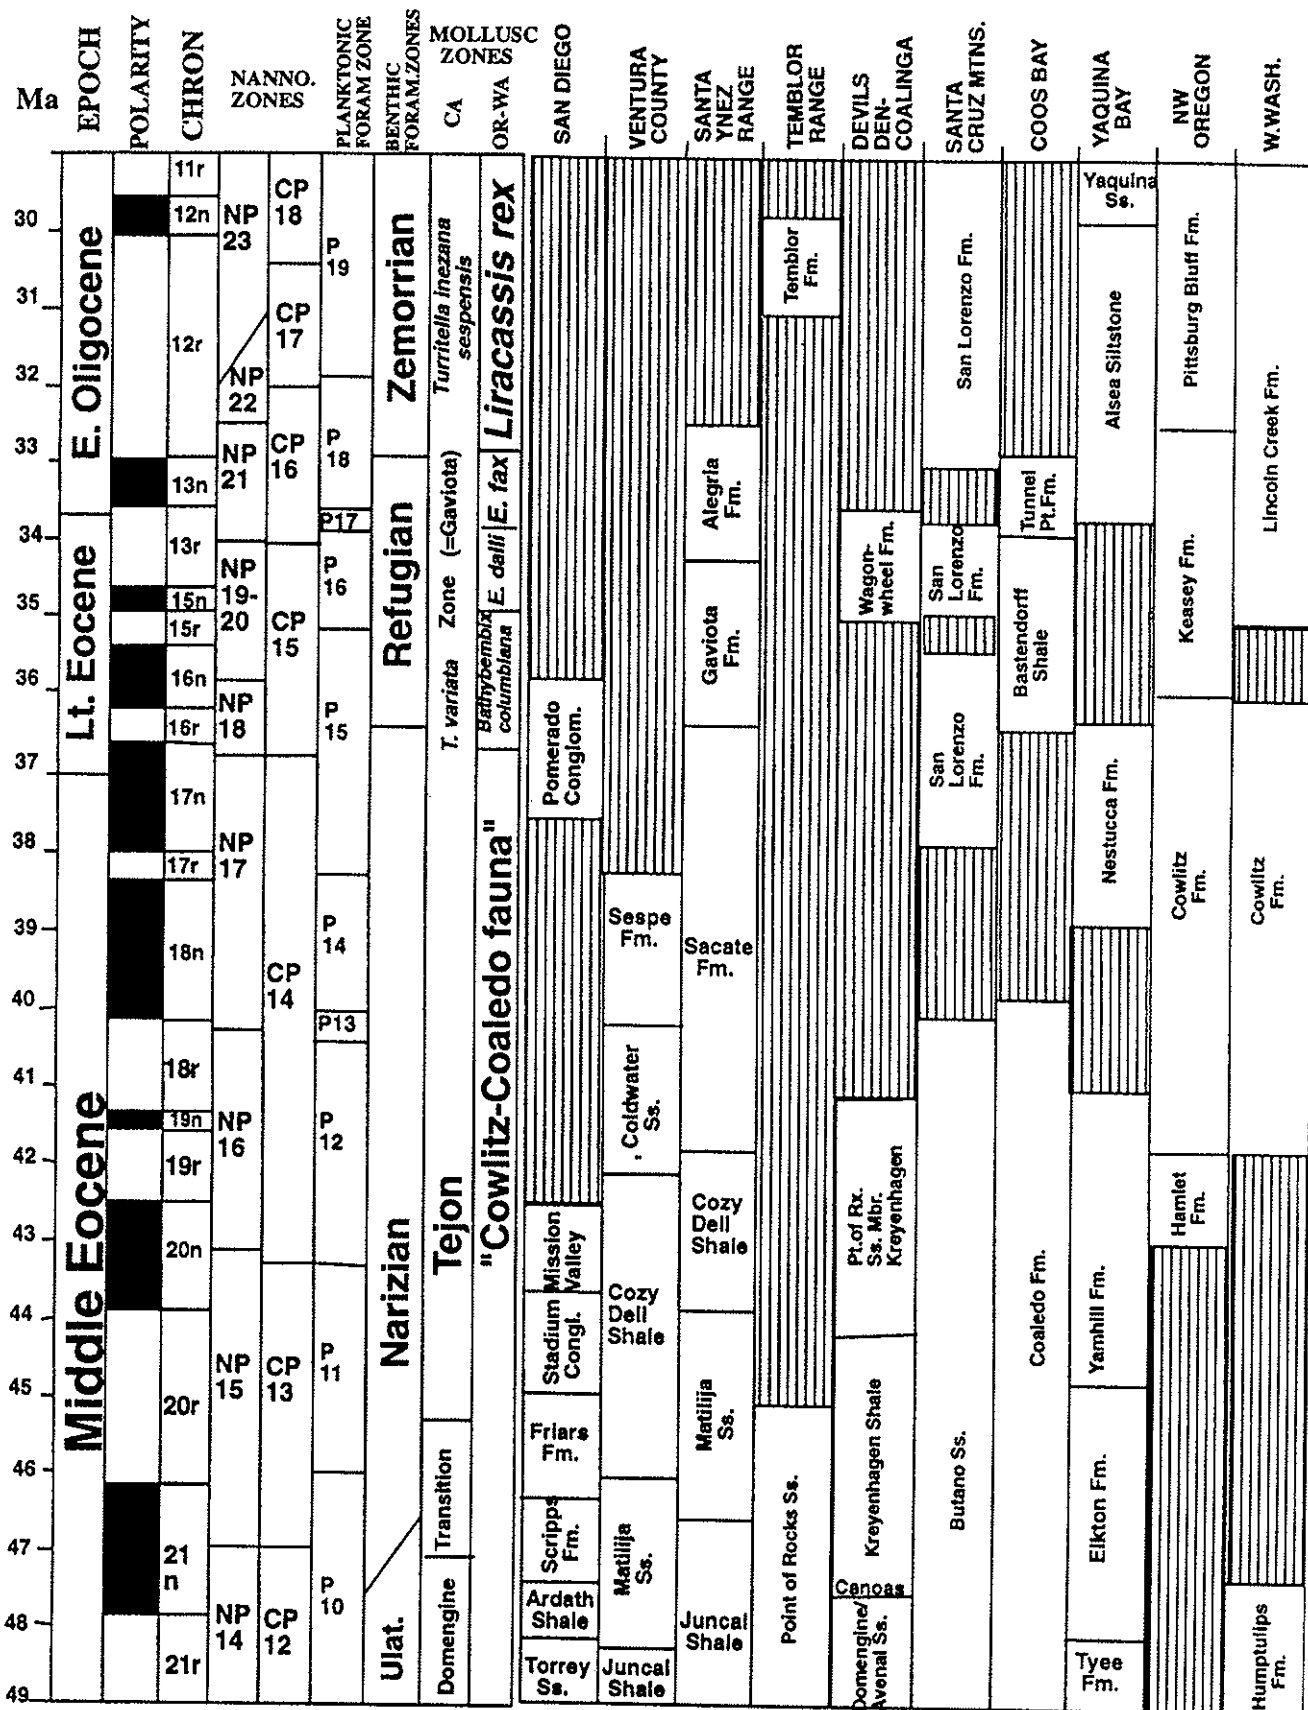 Ma
EPOCH
POLARITY
CHRON
NANNO.
ZONES
PLANKTONIC
FORAM ZONE
BENTHIC
FORAM.ZONES
MOLLUSC
ZONES
CA
OR-WA
SAN DIEGO
VENTURA
COUNTY
SANTA
YNEZ
RANGE
TEMBLOR
RANGE
DEVILS
DEN-
COALINGA
SANTA
CRUZ MTNS.
COOS BAY
YAQUINA
BAY
NW
OREGON
W.WASH.
30
31
32
33
34
35
36
37
38
39
40
41
42
43
44
45
46
47
48
49
E. Oligocene
Lt. Eocene
Middle Eocene
11r
12n
12r
13n
13r
15n
15r
16n
16r
17n
17r
18n
18r
19n
19r
20n
20r
21
n
21r
NP
23
NP
22
NP
21
NP
19-
20
NP
18
NP
17
NP
16
NP
15
NP
14
CP
18
CP
17
CP
16
CP
15
CP
14
CP
13
CP
12
P
19
P
18
P17
P
16
P
15
P
14
P13
P
12
P
11
P
10
Zemorrian
Refugian
Narizian
Ulat.
Turritella inezana
sespensis
T. variata Zone (=Gaviota)
Tejon
Transition
Domengine
Liracassis rex
E. fax
E. dalli
Bathybembix
columbiana
"Cowlitz-Coaledo fauna"
Pomerado
Conglom.
Mission
Valley
Stadium
Congl.
Friars
Fm.
Scripps
Fm.
Ardath
Shale
Torrey
Ss.
Sespe
Fm.
Coldwater
Ss.
Cozy
Dell
Shale
Matilija
Ss.
Juncal
Shale
Alegria
Fm.
Gaviota
Fm.
Sacate
Fm.
Cozy
Dell
Shale
Matilija
Ss.
Juncal
Shale
Temblor
Fm.
Point of Rocks Ss.
Wagon-
wheel Fm.
Pt.of Rx.
Ss. Mbr.
Kreyenhagen
Kreyenhagen Shale
Canoas
Domengine/
Avenal Ss.
San Lorenzo Fm.
San
Lorenzo
Fm.
San
Lorenzo
Fm.
Butano Ss.
Tunnel
Pt.Fm.
Bastendorff
Shale
Coaledo Fm.
Yaquina
Ss.
Alsea Siltstone
Nestucca Fm.
Yamhill Fm.
Elkton Fm.
Tyee
Fm.
Pittsburg Bluff Fm.
Keasey Fm.
Cowlitz
Fm.
Hamlet
Fm.
Lincoln Creek Fm.
Cowlitz
Fm.
Humptulips
Fm.